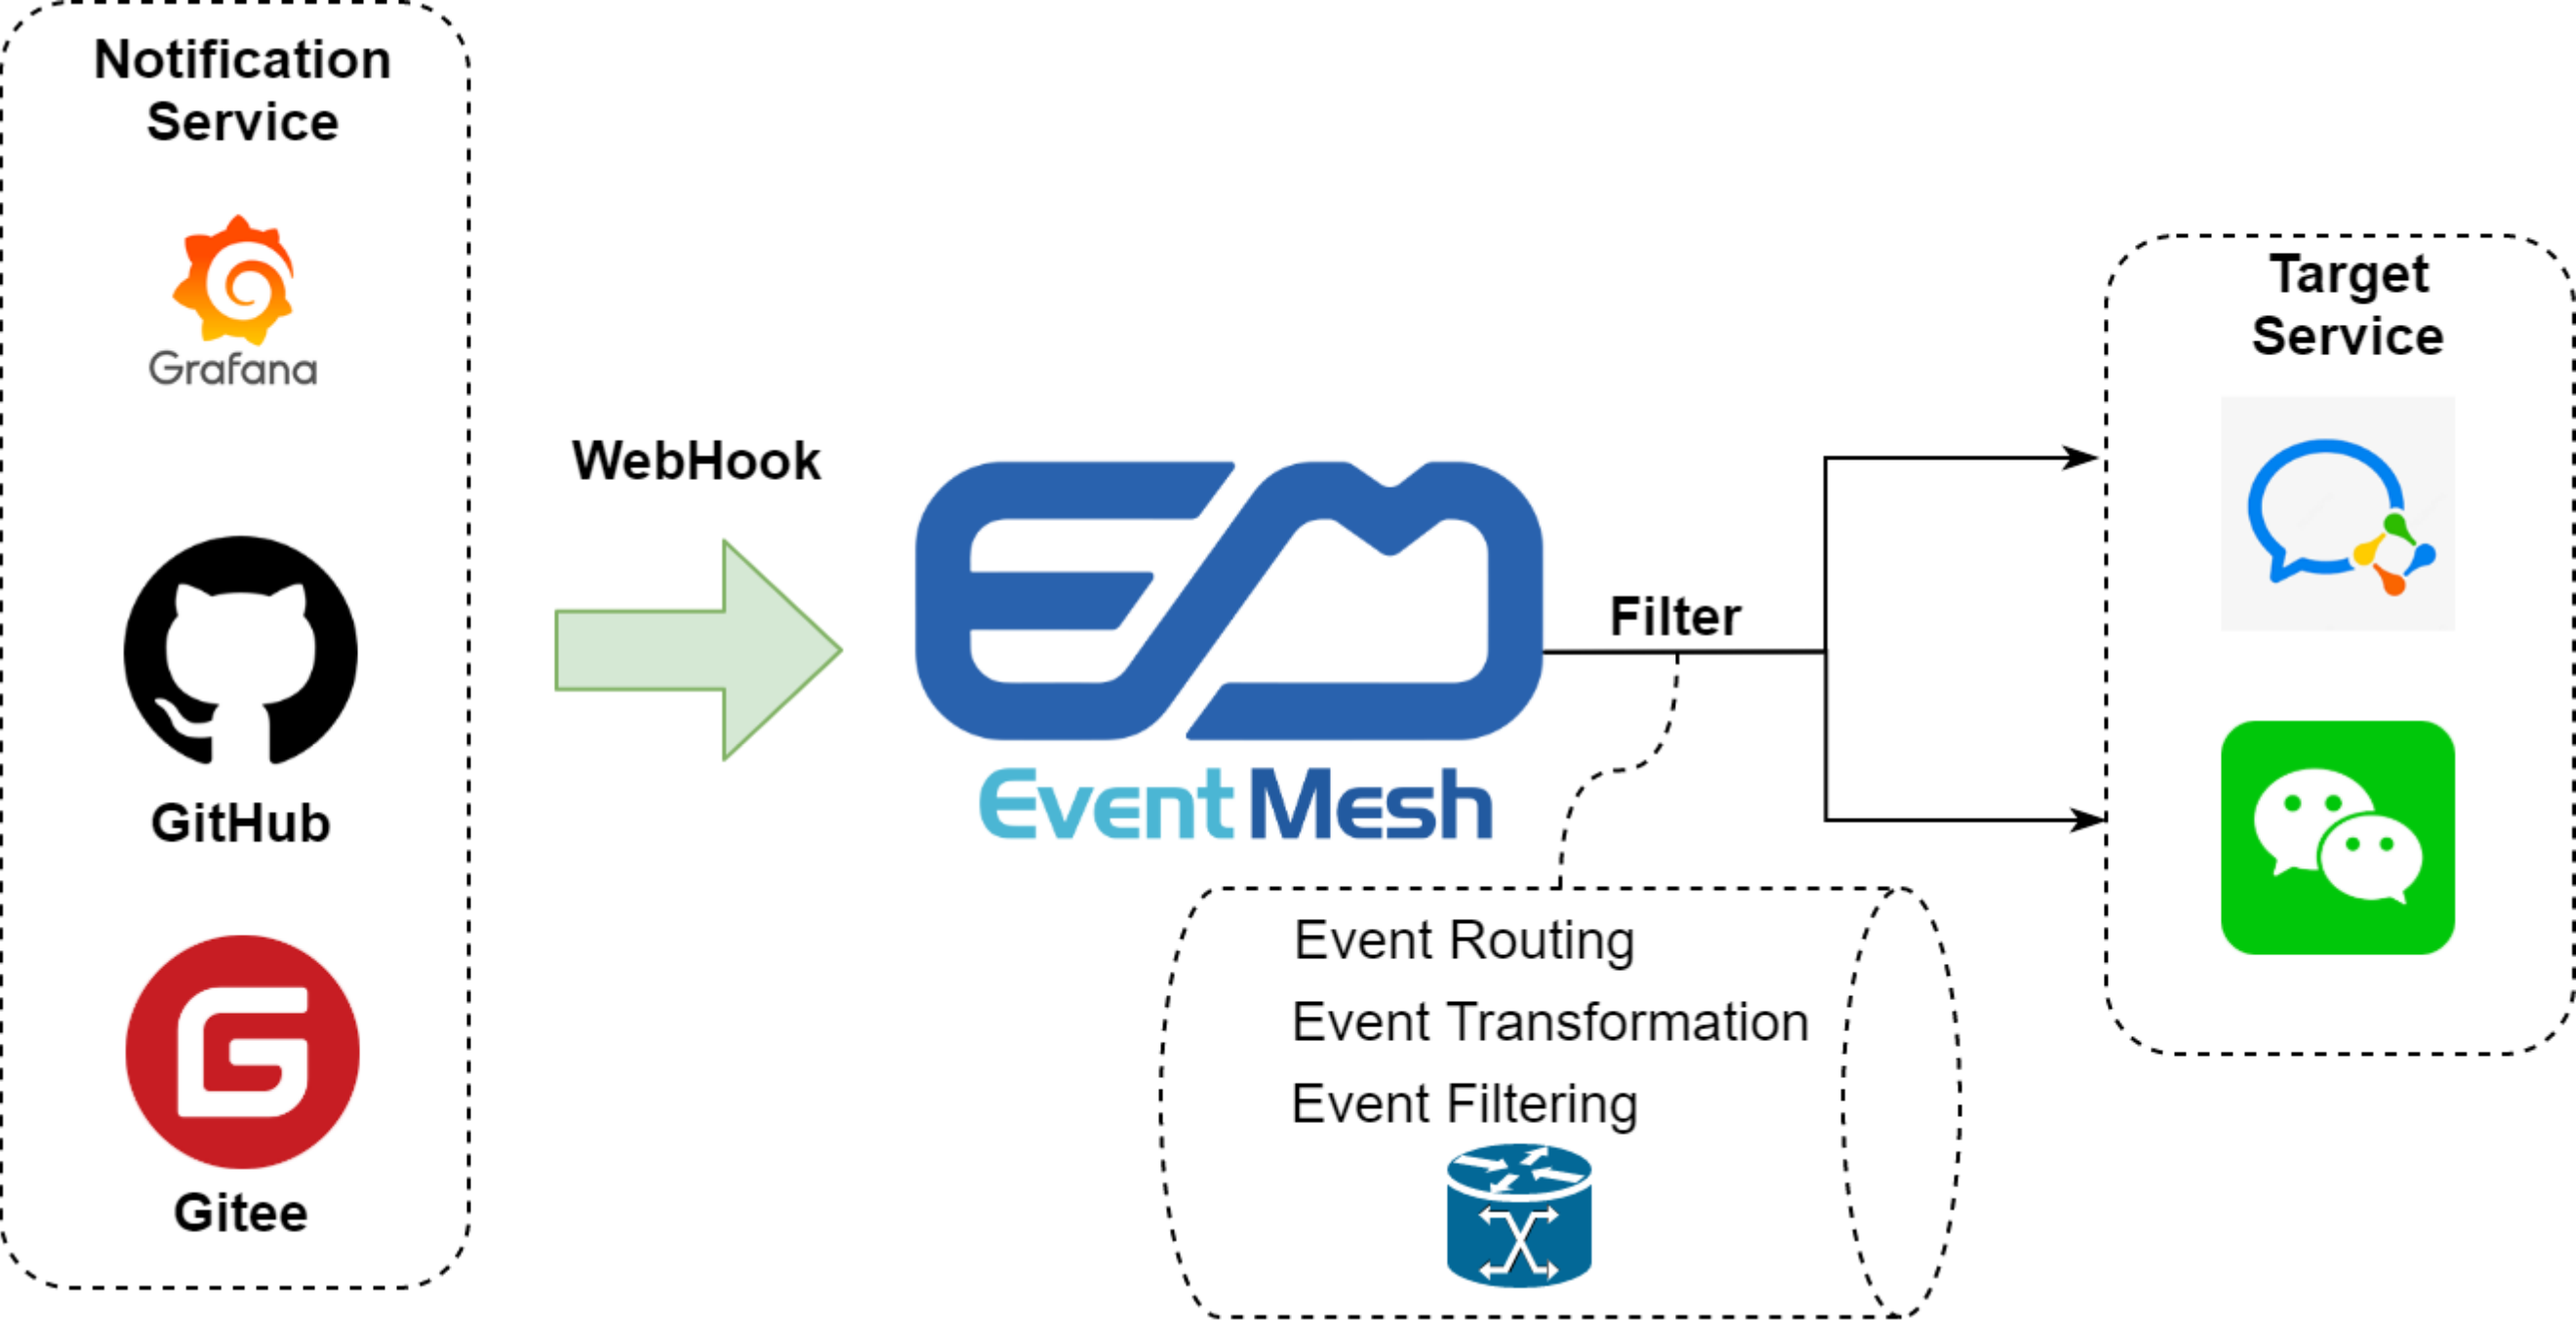 Notification
Service
Grafana
GitHub
Gitee
WebHook
EventMesh
Filter
Event Routing
Event Transformation
Event Filtering
Target
Service